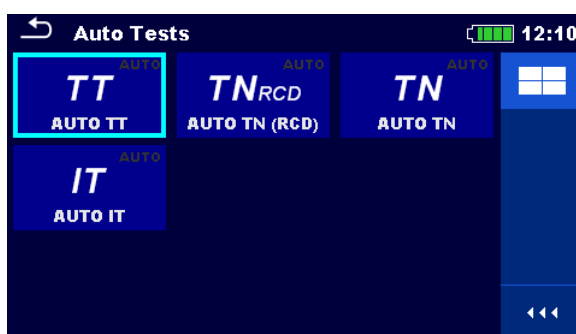 Auto Tests 12:10
AUTO AUTO AUTO
TT TNRCD TN
AUTO TT AUTO TN (RCD) AUTO TN
AUTO
IT
AUTO IT